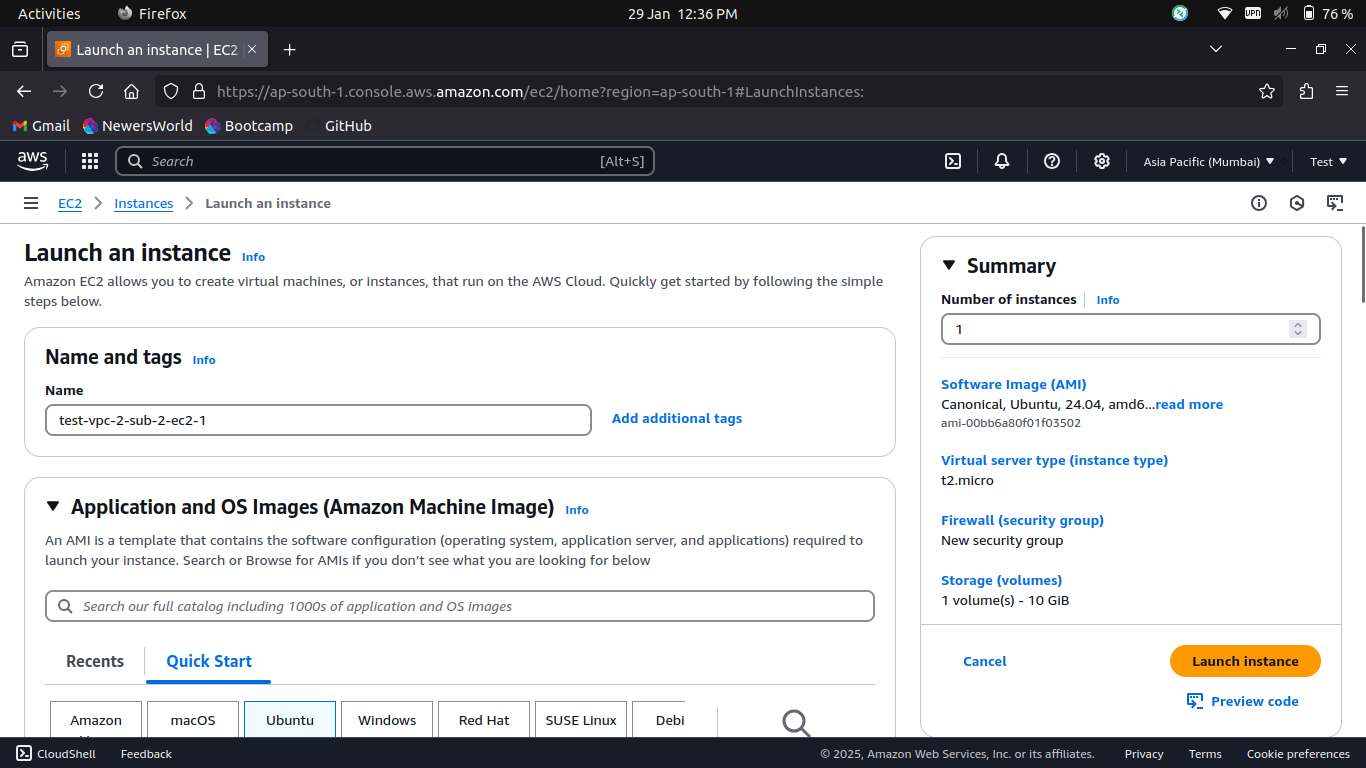 Activities Firefox 29 Jan 12:36 PM VPN 76 %
Launch an instance | EC2
https://ap-south-1.console.aws.amazon.com/ec2/home?region=ap-south-1#LaunchInstances:
Gmail NewersWorld Bootcamp GitHub
aws Search [Alt+S] Asia Pacific (Mumbai) Test
EC2 Instances Launch an instance
Launch an instance Info
Amazon EC2 allows you to create virtual machines, or instances, that run on the AWS Cloud. Quickly get started by following the simple
steps below.
Name and tags Info
Name
test-vpc-2-sub-2-ec2-1 Add additional tags
Application and OS Images (Amazon Machine Image) Info
An AMI is a template that contains the software configuration (operating system, application server, and applications) required to
launch your instance. Search or Browse for AMIs if you don't see what you are looking for below
Search our full catalog including 1000s of application and OS images
Recents Quick Start
Amazon macOS Ubuntu Windows Red Hat SUSE Linux Debi
Summary
Number of instances Info
1
Software Image (AMI)
Canonical, Ubuntu, 24.04, amd6...read more
ami-00bb6a80f01f03502
Virtual server type (instance type)
t2.micro
Firewall (security group)
New security group
Storage (volumes)
1 volume(s) - 10 GiB
Cancel Launch instance
Preview code
CloudShell Feedback © 2025, Amazon Web Services, Inc. or its affiliates. Privacy Terms Cookie preferences